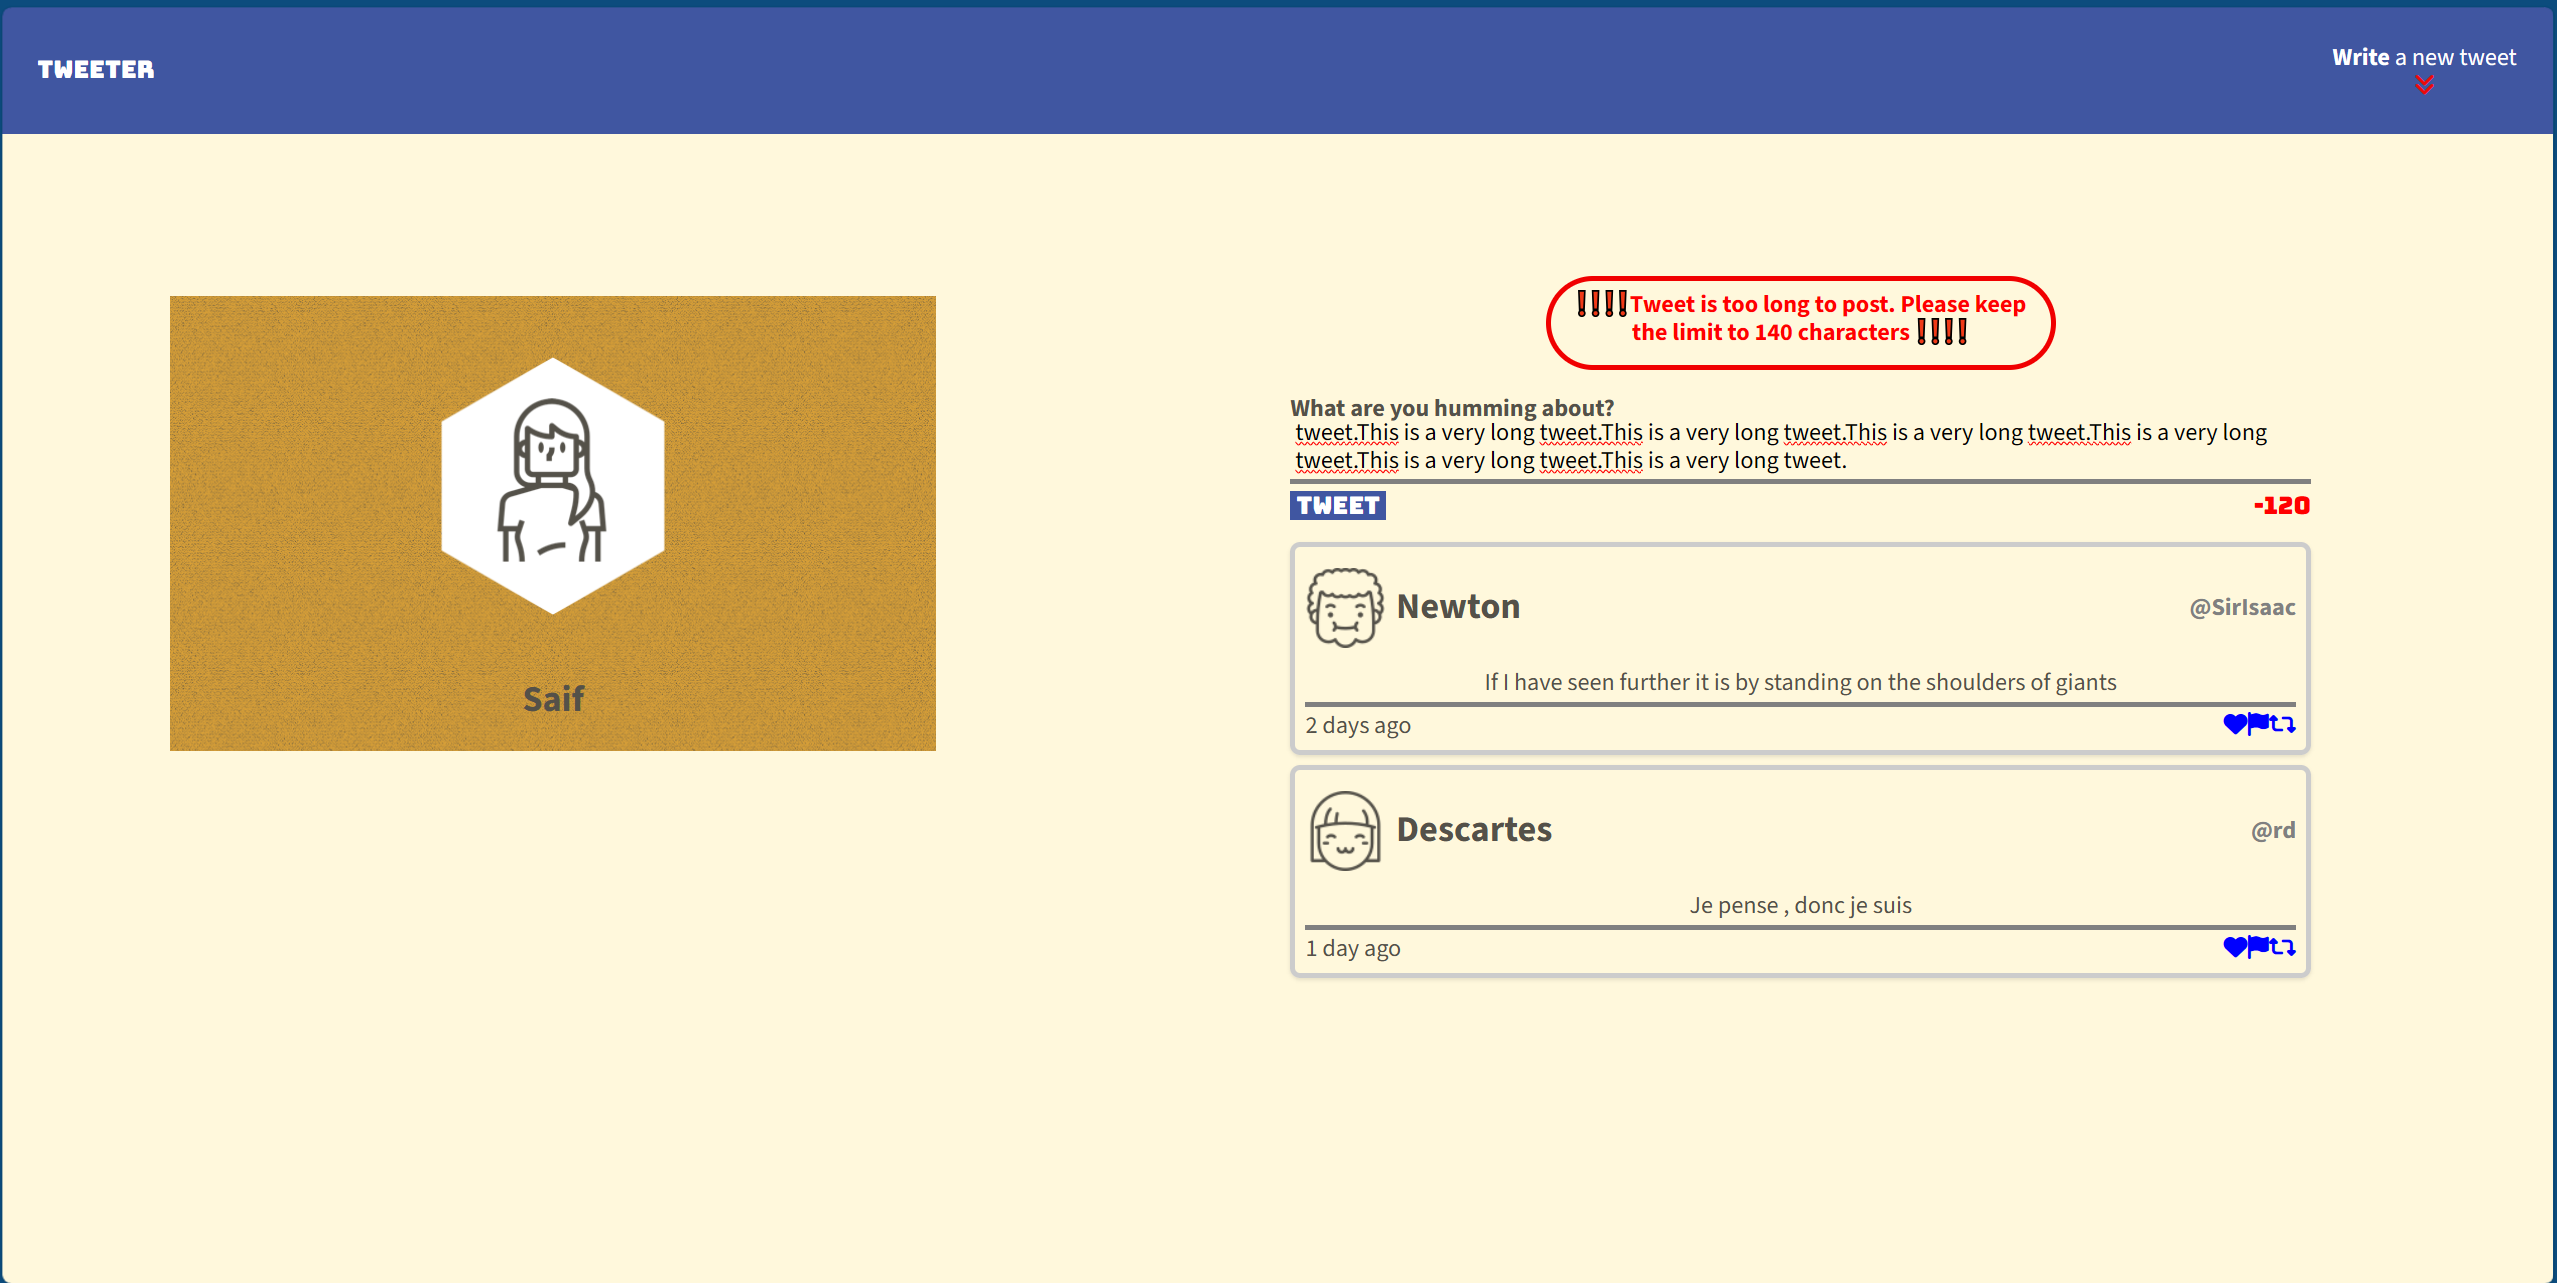 TWEETER
Write a new tweet
Saif
‼‼Tweet is too long to post. Please keep
the limit to 140 characters ‼‼
What are you humming about?
tweet.This is a very long tweet.This is a very long tweet.This is a very long tweet.This is a very long
tweet.This is a very long tweet.This is a very long tweet.
TWEET
-120
Newton
@SirIsaac
If I have seen further it is by standing on the shoulders of giants
2 days ago
Descartes
@rd
Je pense , donc je suis
1 day ago